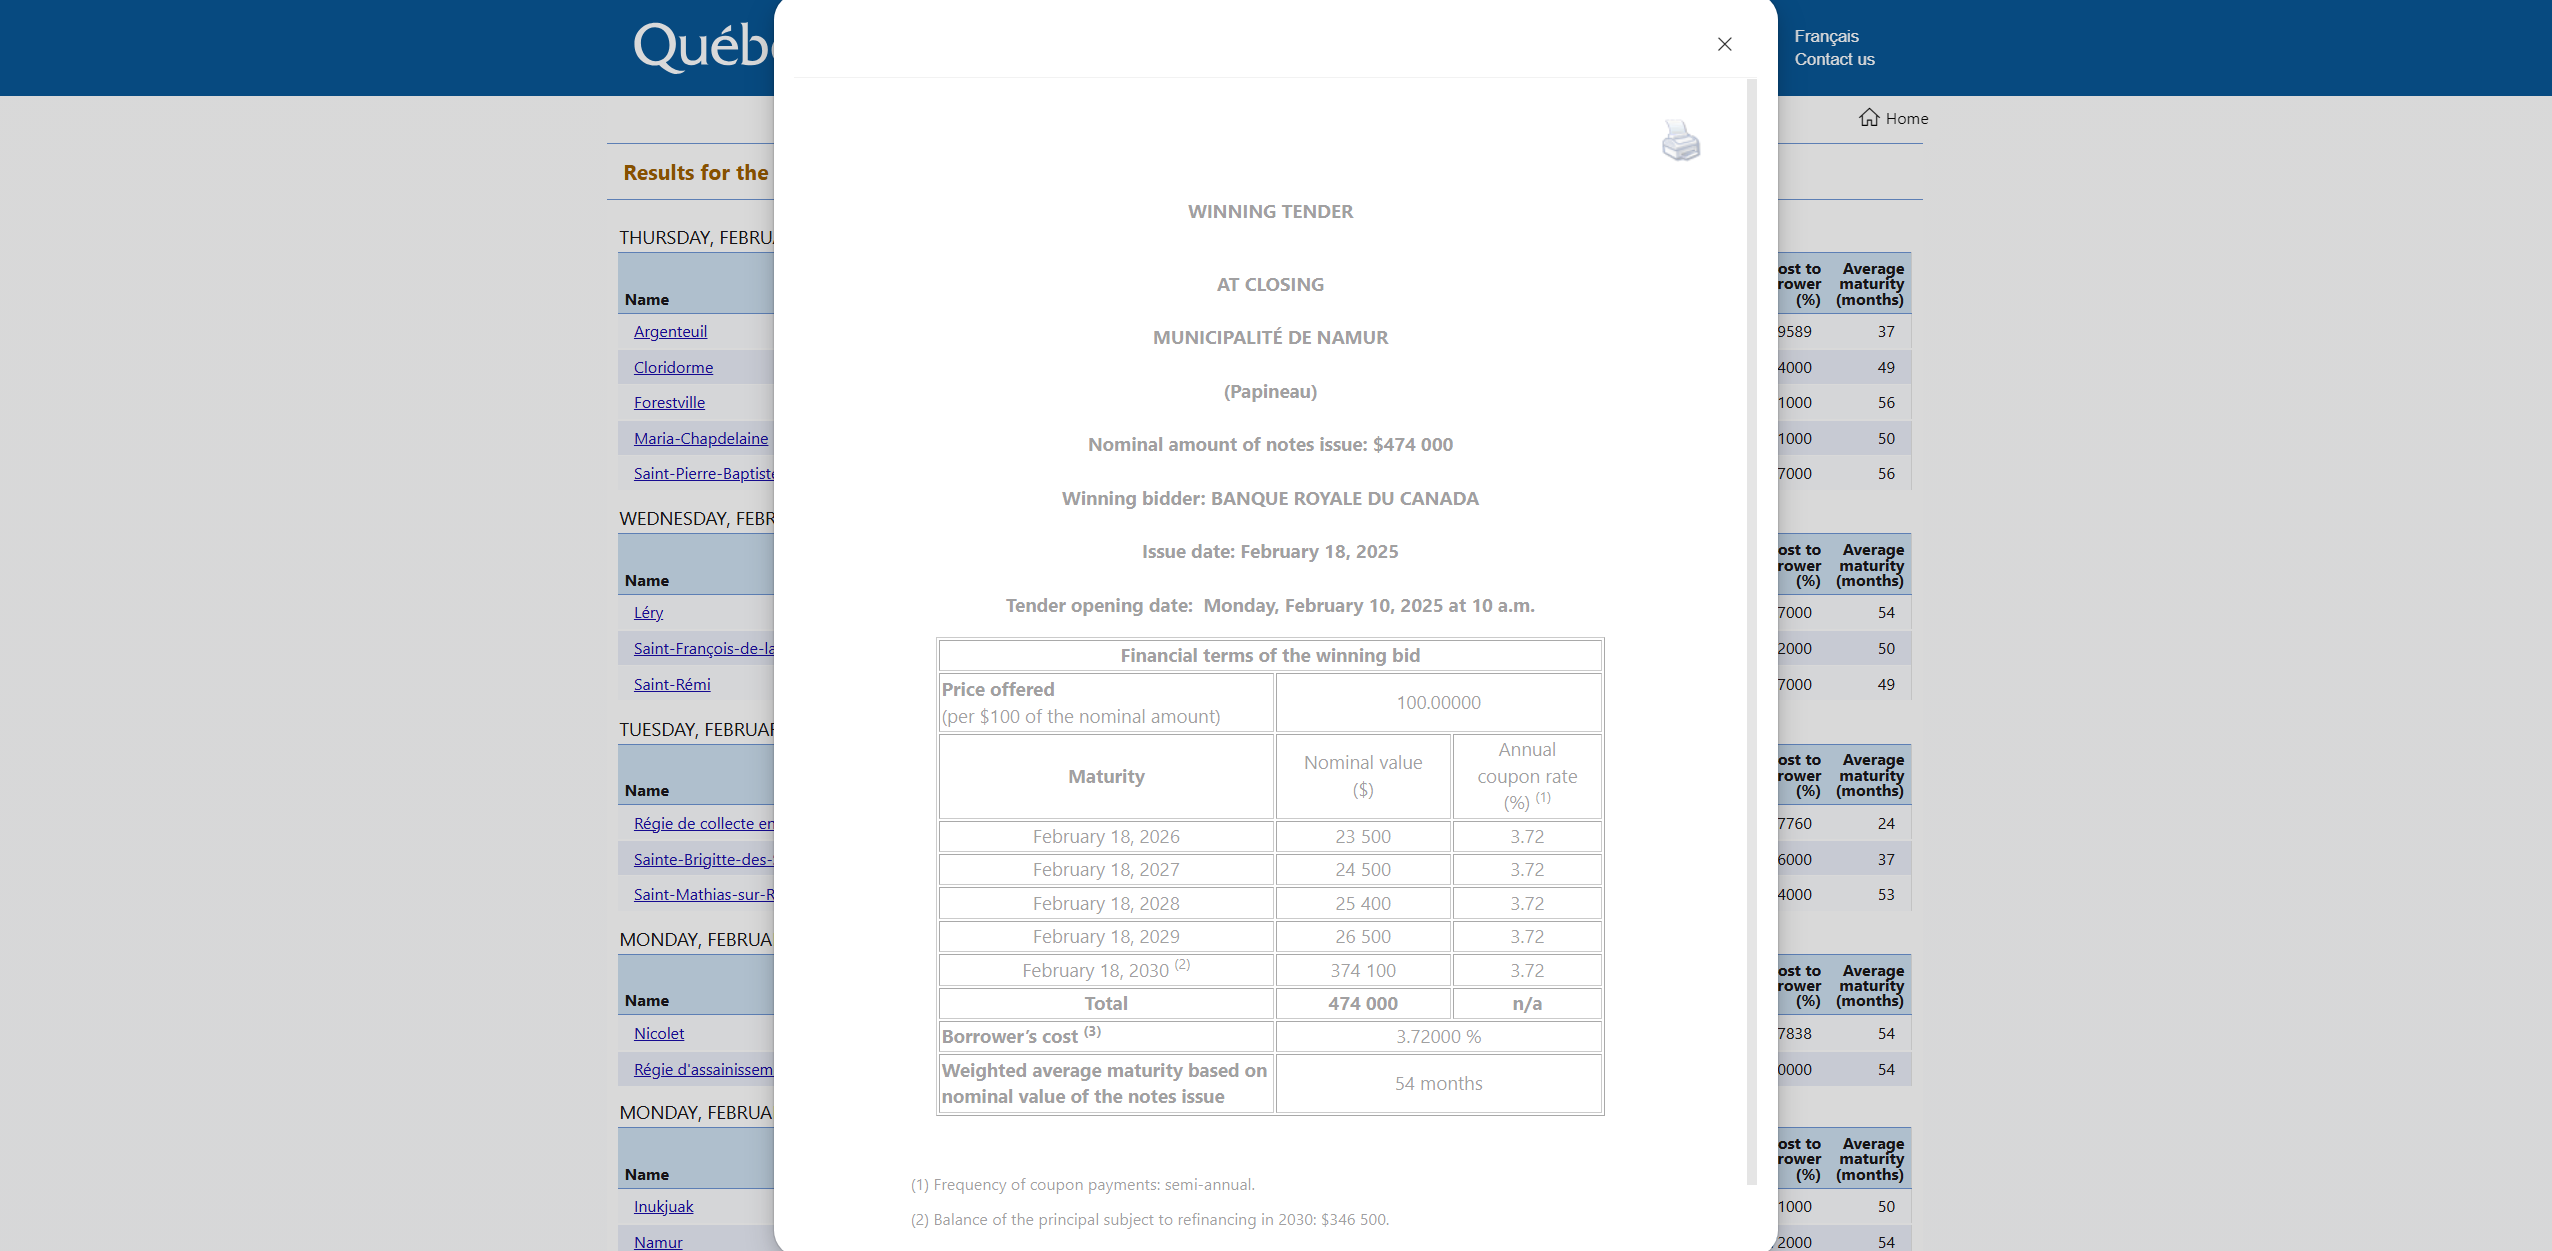 Québ
Français
Contact us
Home
Results for the
THURSDAY, FEBRU
Name
ost to rower (%)
Average maturity (months)
Argenteuil 9589 37
Cloridorme 4000 49
Forestville 1000 56
Maria-Chapdelaine 1000 50
Saint-Pierre-Baptiste 7000 56
WEDNESDAY, FEBR
Name
ost to rower (%)
Average maturity (months)
Léry 7000 54
Saint-François-de-la 2000 50
Saint-Rémi 7000 49
TUESDAY, FEBRUAR
Name
ost to rower (%)
Average maturity (months)
Régie de collecte en 7760 24
Sainte-Brigitte-des- 6000 37
Saint-Mathias-sur-R 4000 53
MONDAY, FEBRUA
Name
ost to rower (%)
Average maturity (months)
Nicolet 7838 54
Régie d'assainissem 0000 54
MONDAY, FEBRUA
Name
ost to rower (%)
Average maturity (months)
Inukjuak 1000 50
Namur 2000 54
WINNING TENDER
AT CLOSING
MUNICIPALITÉ DE NAMUR
(Papineau)
Nominal amount of notes issue: $474 000
Winning bidder: BANQUE ROYALE DU CANADA
Issue date: February 18, 2025
Tender opening date: Monday, February 10, 2025 at 10 a.m.
Financial terms of the winning bid
Price offered
(per $100 of the nominal amount) 100.00000
Maturity
Nominal value ($)
Annual coupon rate (%) (1)
February 18, 2026 23 500 3.72
February 18, 2027 24 500 3.72
February 18, 2028 25 400 3.72
February 18, 2029 26 500 3.72
February 18, 2030 (2) 374 100 3.72
Total 474 000 n/a
Borrower’s cost (3) 3.72000 %
Weighted average maturity based on
nominal value of the notes issue 54 months
(1) Frequency of coupon payments: semi-annual.
(2) Balance of the principal subject to refinancing in 2030: $346 500.